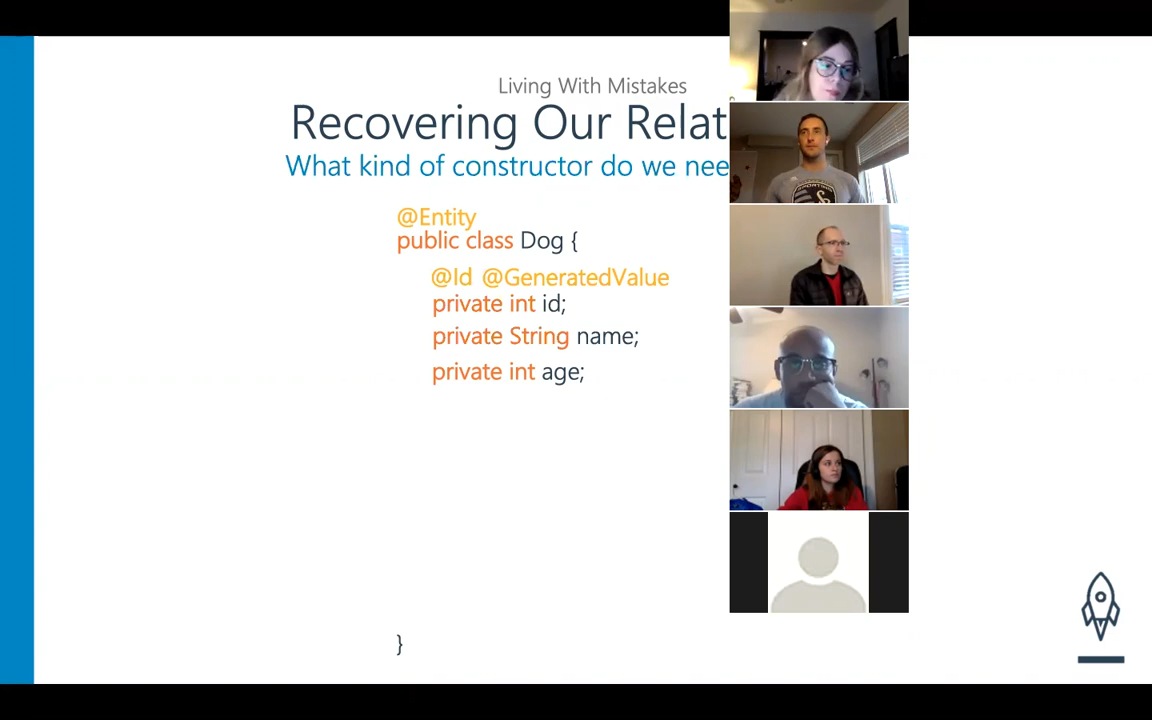 Living With Mistakes
Recovering Our Relat
What kind of constructor do we nee
@Entity
public class Dog {
@Id @GeneratedValue
private int id;
private String name;
private int age;
}